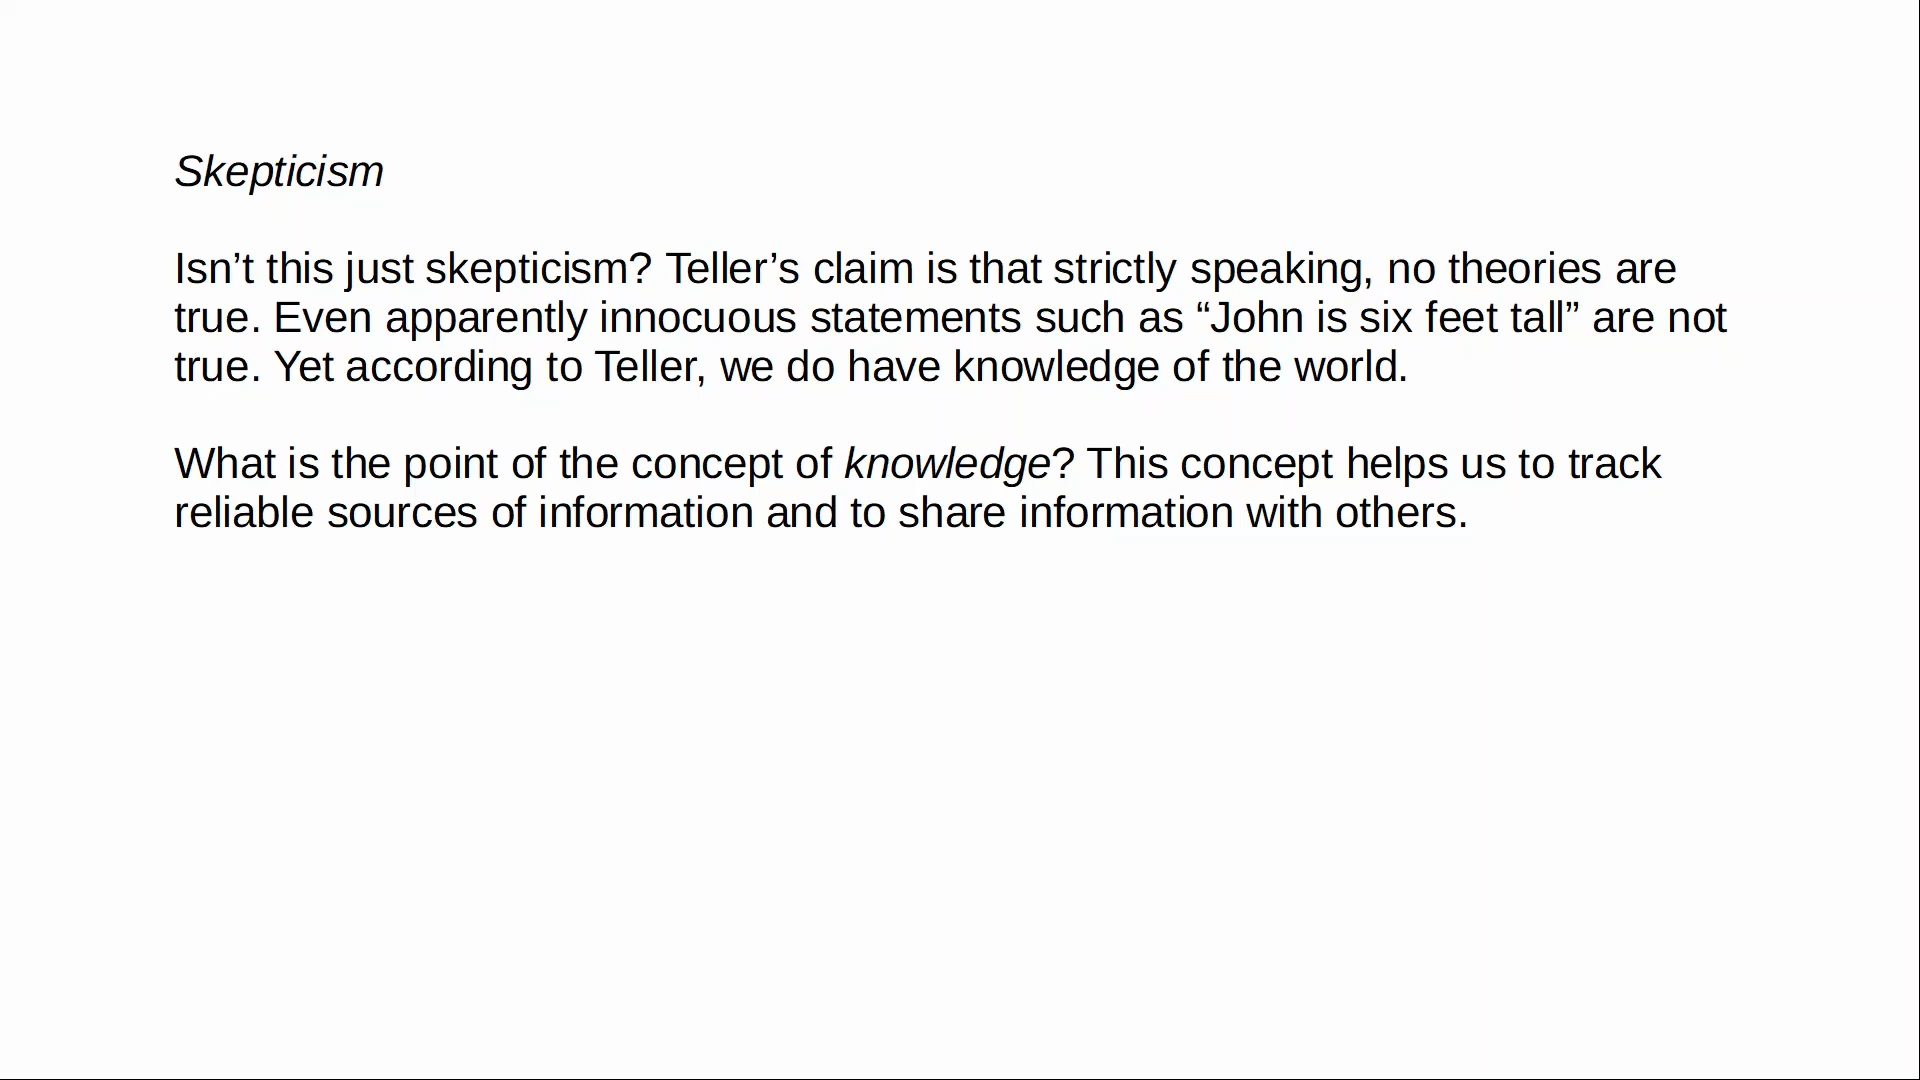 Skepticism
Isn’t this just skepticism? Teller’s claim is that strictly speaking, no theories are
true. Even apparently innocuous statements such as “John is six feet tall” are not
true. Yet according to Teller, we do have knowledge of the world.
What is the point of the concept of knowledge? This concept helps us to track
reliable sources of information and to share information with others.